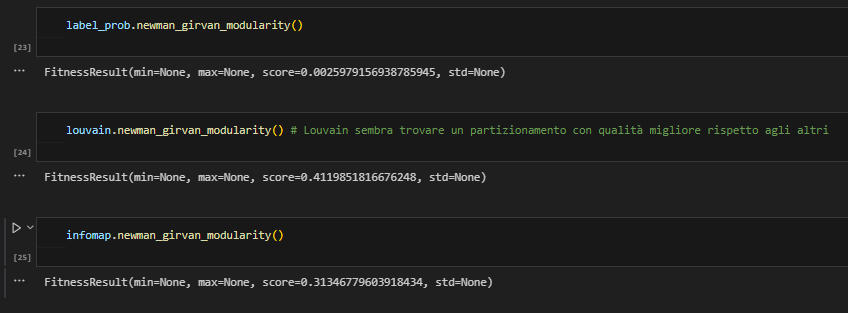 label_prob.newman_girvan_modularity()
[23]
... FitnessResult(min=None, max=None, score=0.0025979156938785945, std=None)
louvain.newman_girvan_modularity() # Louvain sembra trovare un partizionamento con qualità migliore rispetto agli altri
[24]
... FitnessResult(min=None, max=None, score=0.4119851816676248, std=None)
infomap.newman_girvan_modularity()
[25]
... FitnessResult(min=None, max=None, score=0.31346779603918434, std=None)